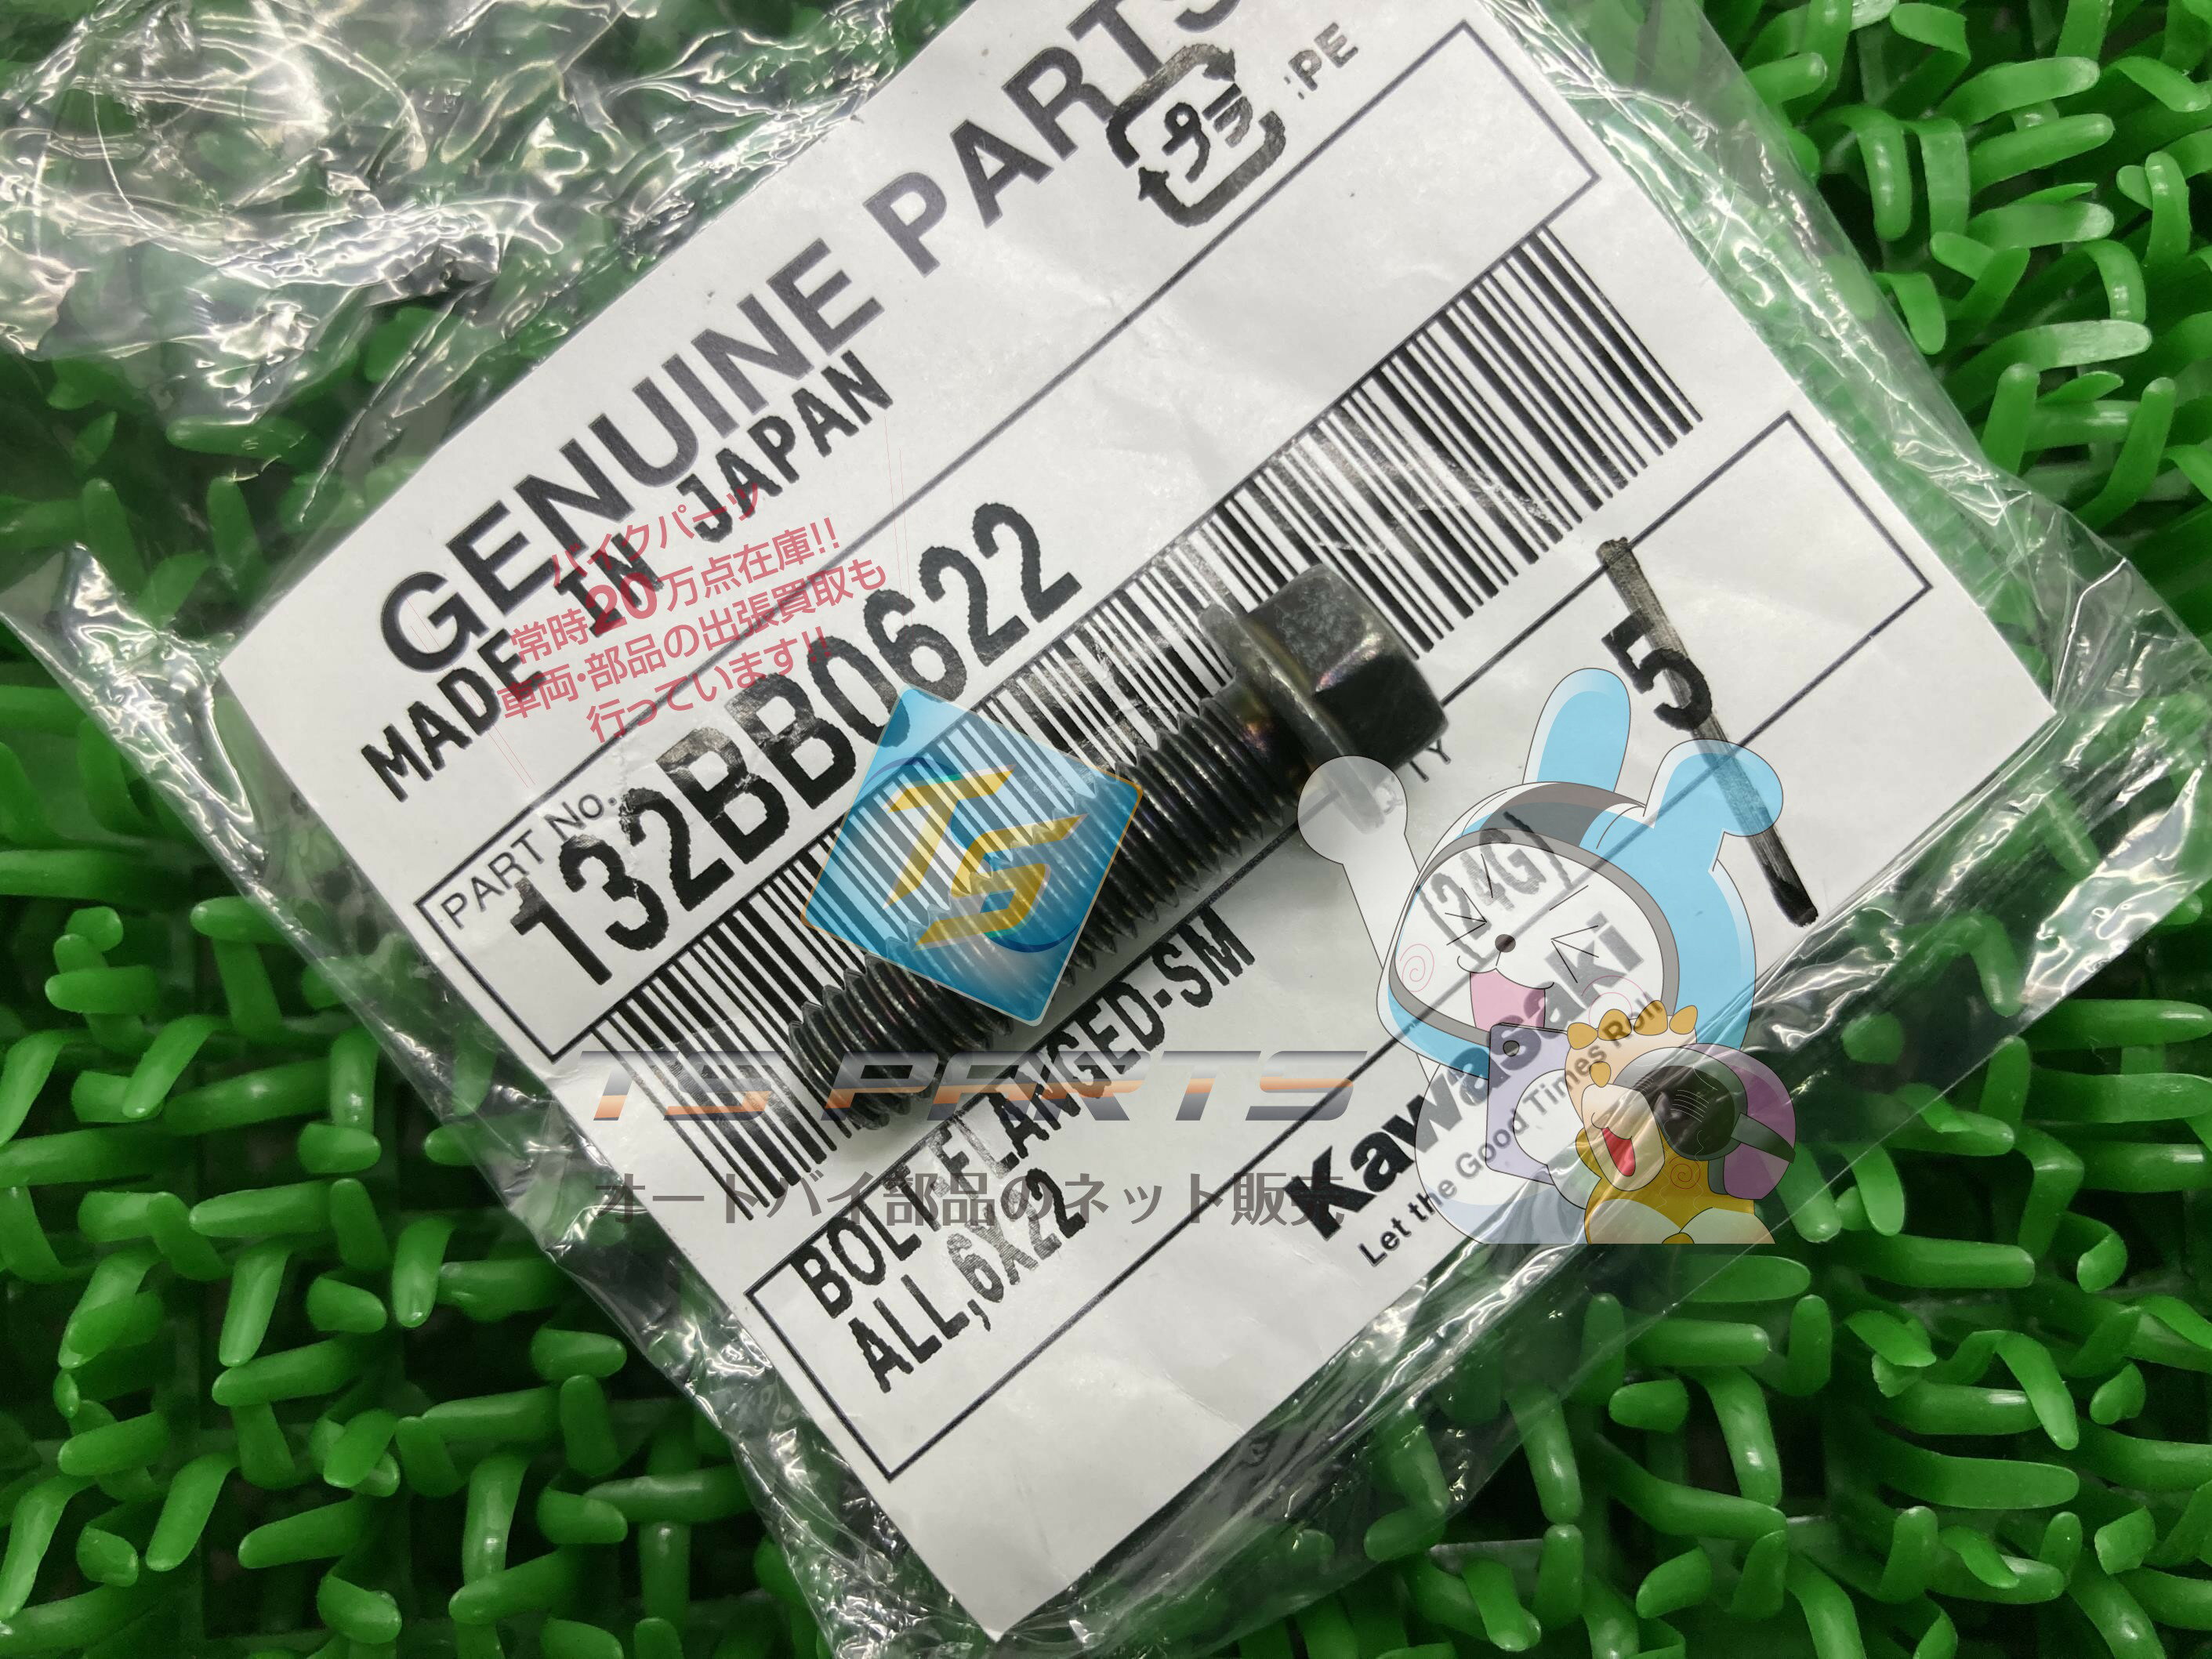 GENUINE PARTS
プラ
:PE
MADE IN JAPAN
バイクパーツ
常時20万点在庫!!
車両・部品の出張買取も
行っています!!
PART No.
132BB0622
TY
5
TS
(24G)
TS PARTS
オートバイ部品のネット販売
BOLT-FLANGED-SM
ALL,6X22
Kawasaki
Let the Good Times Roll